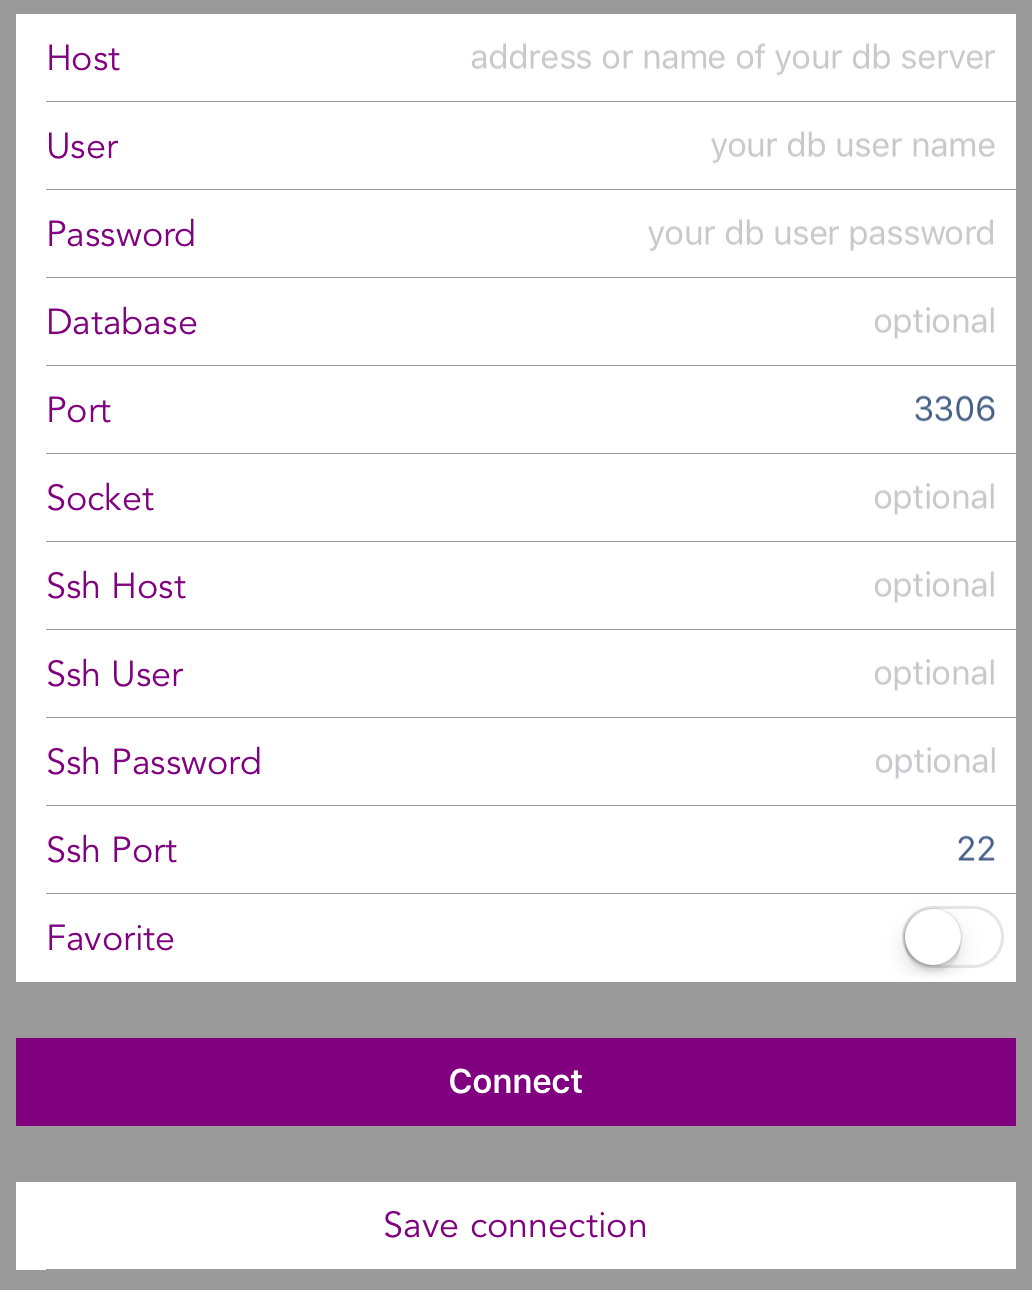 Host address or name of your db server
User your db user name
Password your db user password
Database optional
Port 3306
Socket optional
Ssh Host optional
Ssh User optional
Ssh Password optional
Ssh Port 22
Favorite
Connect
Save connection